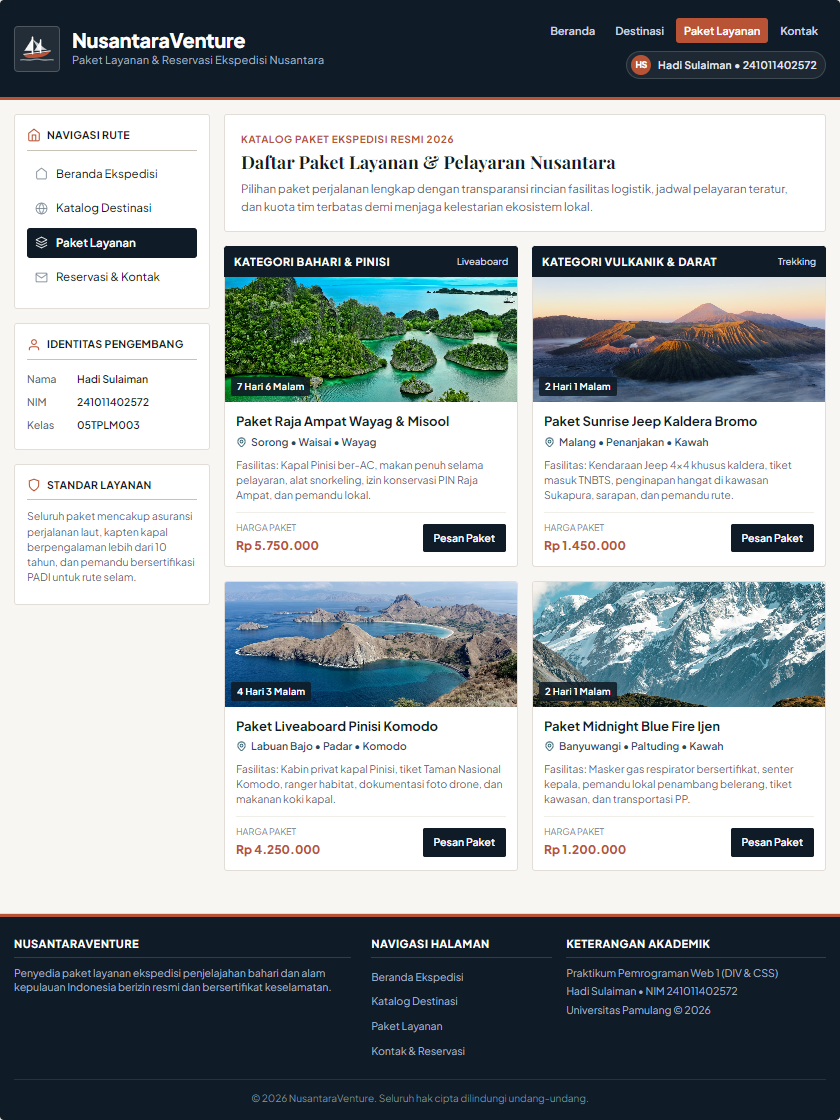 NusantaraVenture
Paket Layanan & Reservasi Ekspedisi Nusantara
Beranda
Destinasi
Paket Layanan
Kontak
HS
Hadi Sulaiman • 241011402572
NAVIGASI RUTE
Beranda Ekspedisi
Katalog Destinasi
Paket Layanan
Reservasi & Kontak
IDENTITAS PENGEMBANG
Nama Hadi Sulaiman
NIM 241011402572
Kelas 05TPLM003
STANDAR LAYANAN
Seluruh paket mencakup asuransi
perjalanan laut, kapten kapal
berpengalaman lebih dari 10
tahun, dan pemandu bersertifikasi
PADI untuk rute selam.
KATALOG PAKET EKSPEDISI RESMI 2026
Daftar Paket Layanan & Pelayaran Nusantara
Pilihan paket perjalanan lengkap dengan transparansi rincian fasilitas logistik, jadwal pelayaran teratur,
dan kuota tim terbatas demi menjaga kelestarian ekosistem lokal.
KATEGORI BAHARI & PINISI
Liveaboard
7 Hari 6 Malam
Paket Raja Ampat Wayag & Misool
Sorong • Waisai • Wayag
Fasilitas: Kapal Pinisi ber-AC, makan penuh selama
pelayaran, alat snorkeling, izin konservasi PIN Raja
Ampat, dan pemandu lokal.
HARGA PAKET
Rp 5.750.000
Pesan Paket
KATEGORI VULKANIK & DARAT
Trekking
2 Hari 1 Malam
Paket Sunrise Jeep Kaldera Bromo
Malang • Penanjakan • Kawah
Fasilitas: Kendaraan Jeep 4×4 khusus kaldera, tiket
masuk TNBTS, penginapan hangat di kawasan
Sukapura, sarapan, dan pemandu rute.
HARGA PAKET
Rp 1.450.000
Pesan Paket
4 Hari 3 Malam
Paket Liveaboard Pinisi Komodo
Labuan Bajo • Padar • Komodo
Fasilitas: Kabin privat kapal Pinisi, tiket Taman Nasional
Komodo, ranger habitat, dokumentasi foto drone, dan
makanan koki kapal.
HARGA PAKET
Rp 4.250.000
Pesan Paket
2 Hari 1 Malam
Paket Midnight Blue Fire Ijen
Banyuwangi • Paltuding • Kawah
Fasilitas: Masker gas respirator bersertifikat, senter
kepala, pemandu lokal penambang belerang, tiket
kawasan, dan transportasi PP.
HARGA PAKET
Rp 1.200.000
Pesan Paket
NUSANTARAVENTURE
Penyedia paket layanan ekspedisi penjelajahan bahari dan alam
kepulauan Indonesia berizin resmi dan bersertifikat keselamatan.
NAVIGASI HALAMAN
Beranda Ekspedisi
Katalog Destinasi
Paket Layanan
Kontak & Reservasi
KETERANGAN AKADEMIK
Praktikum Pemrograman Web 1 (DIV & CSS)
Hadi Sulaiman • NIM 241011402572
Universitas Pamulang © 2026
© 2026 NusantaraVenture. Seluruh hak cipta dilindungi undang-undang.